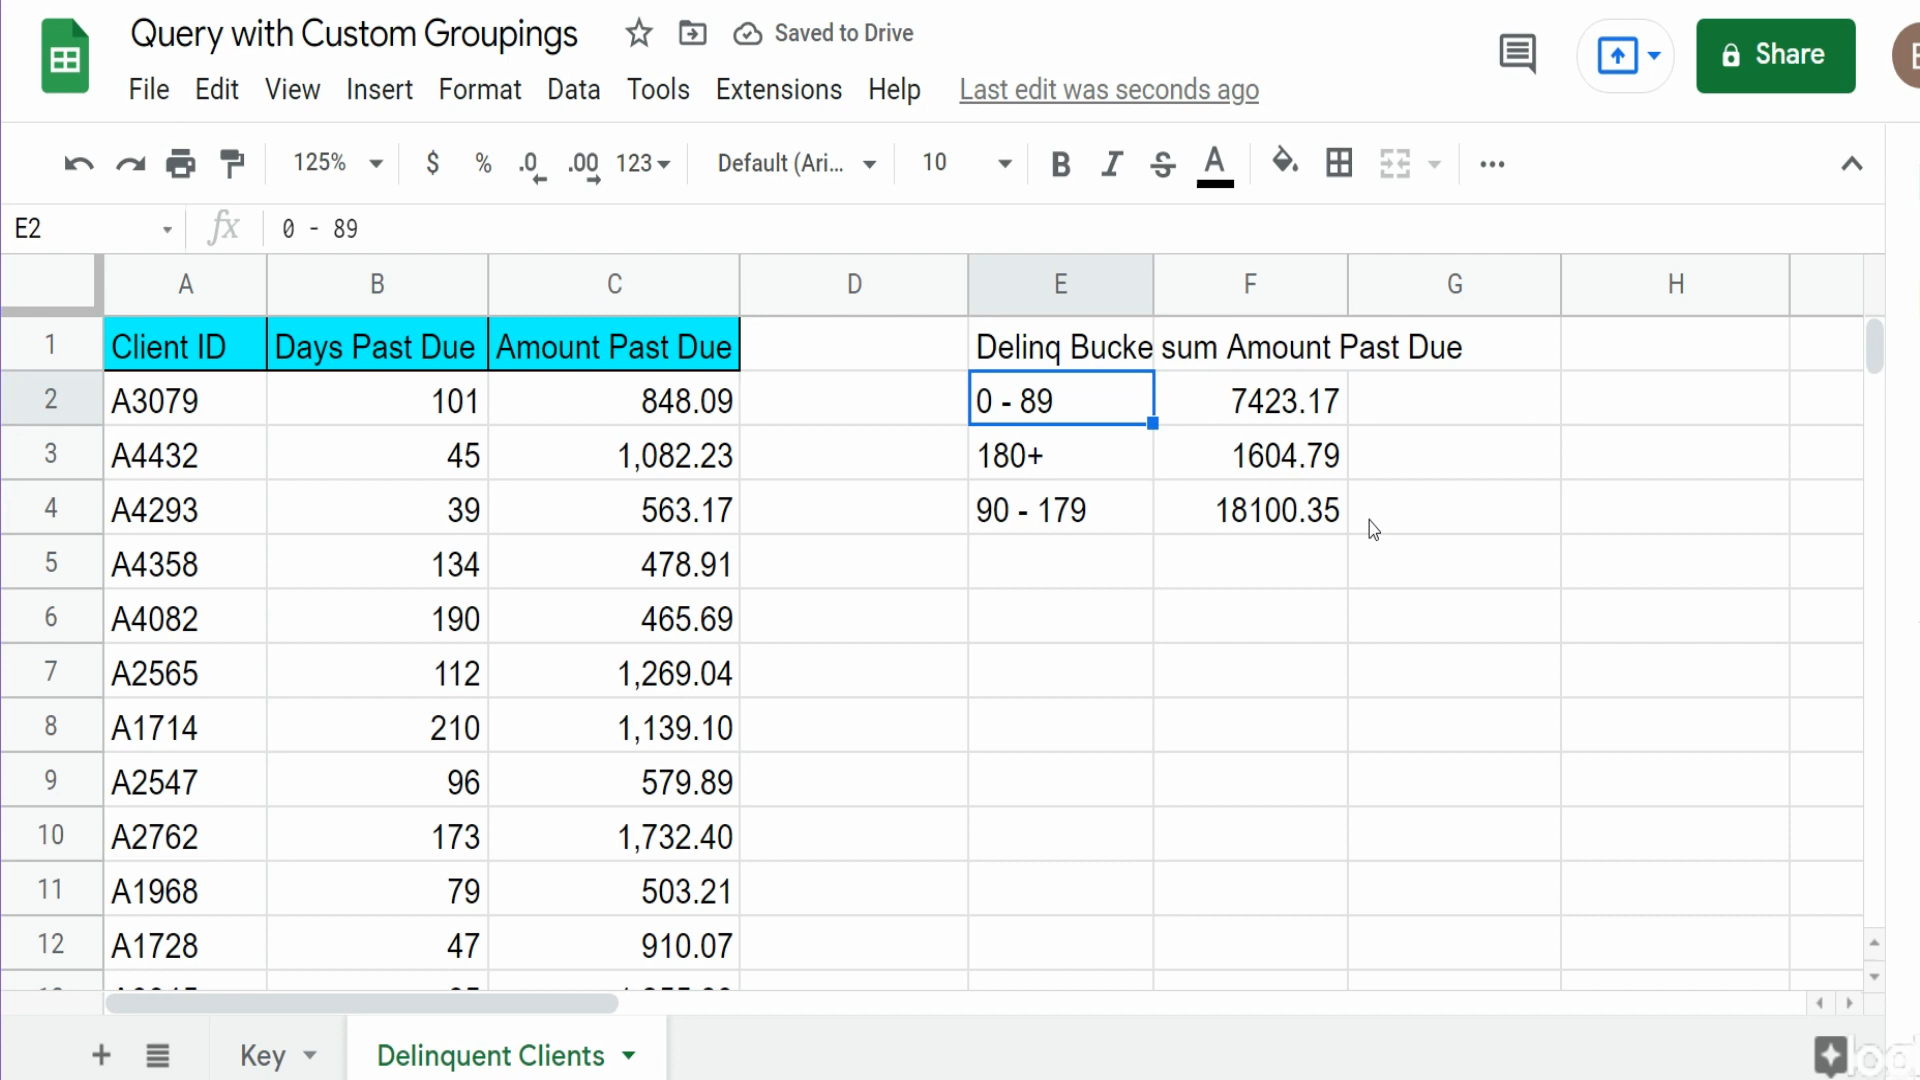 Query with Custom Groupings Saved to Drive
File Edit View Insert Format Data Tools Extensions Help Last edit was seconds ago
Share
125% $ % .0 .00 123 Default (Ari... 10 B I S A
E2 fx 0 - 89
A B C D E F G H
1 Client ID Days Past Due Amount Past Due Delinq Bucke sum Amount Past Due
2 A3079 101 848.09 0 - 89 7423.17
3 A4432 45 1,082.23 180+ 1604.79
4 A4293 39 563.17 90 - 179 18100.35
5 A4358 134 478.91
6 A4082 190 465.69
7 A2565 112 1,269.04
8 A1714 210 1,139.10
9 A2547 96 579.89
10 A2762 173 1,732.40
11 A1968 79 503.21
12 A1728 47 910.07
+ Key Delinquent Clients